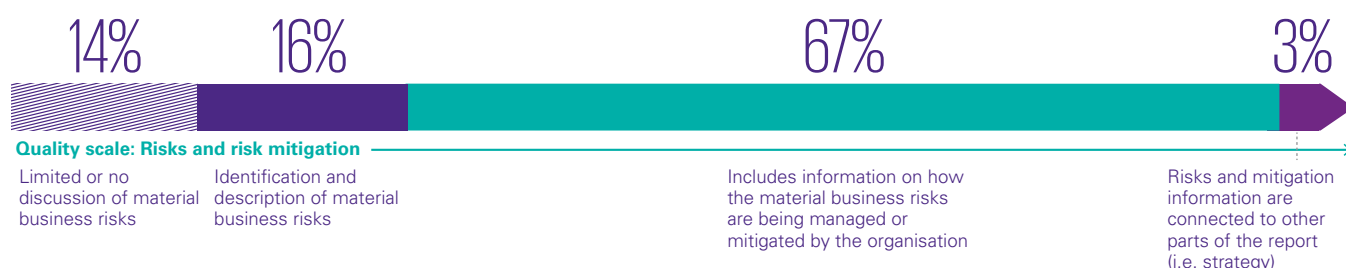 14%
16%
67%
3%
Quality scale: Risks and risk mitigation
Limited or no
discussion of material
business risks
Identification and
description of material
business risks
Includes information on how
the material business risks
are being managed or
mitigated by the organisation
Risks and mitigation
information are
connected to other
parts of the report
(i.e. strategy)